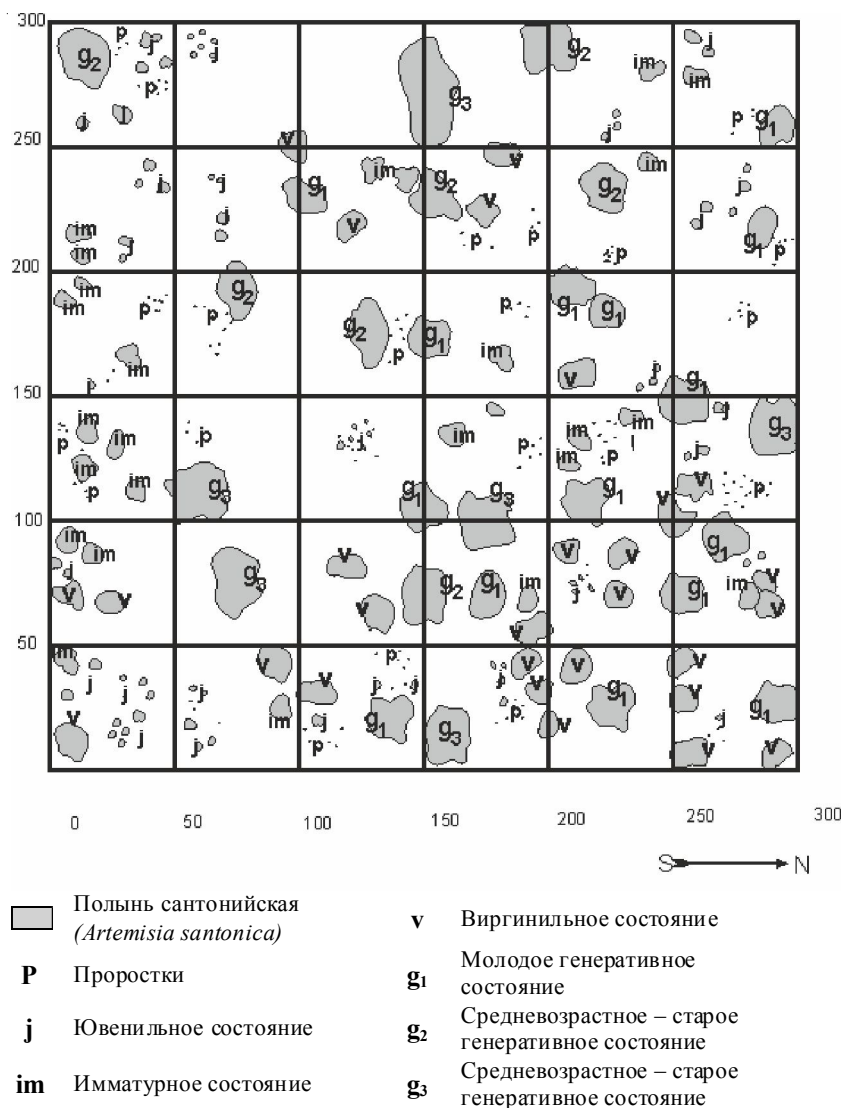 300
g₂ p j j g₃ g₂ im j im
p p g₁
j j j
250 v
j j g₁ im g₂ v g₂ im j
im v v
im j j p p p j g₁ p
200
im im p p g₂ g₂ p g₁ p g₁ g₁ p
j im im v j
150 g₁
im p im p j im p im im j g₃
im p im im im g₃ g₁ g₃ p g₁ v j v p
100
im im j g₃ v v v g₁
v v v g₂ g₁ im v j v g₁ im v v
50
im j j j v v p j j j v v v v
v j j im j p g₁ g₃ p v g₁ v j g₁ v v
0 50 100 150 200 250 300
S N
Полынь сантонийская
(Artemisia santonica)
v Виргинильное состояние
P Проростки
g₁ Молодое генеративное
состояние
j Ювенильное состояние
g₂ Средневозрастное – старое
генеративное состояние
im Имматурное состояние
g₃ Средневозрастное – старое
генеративное состояние